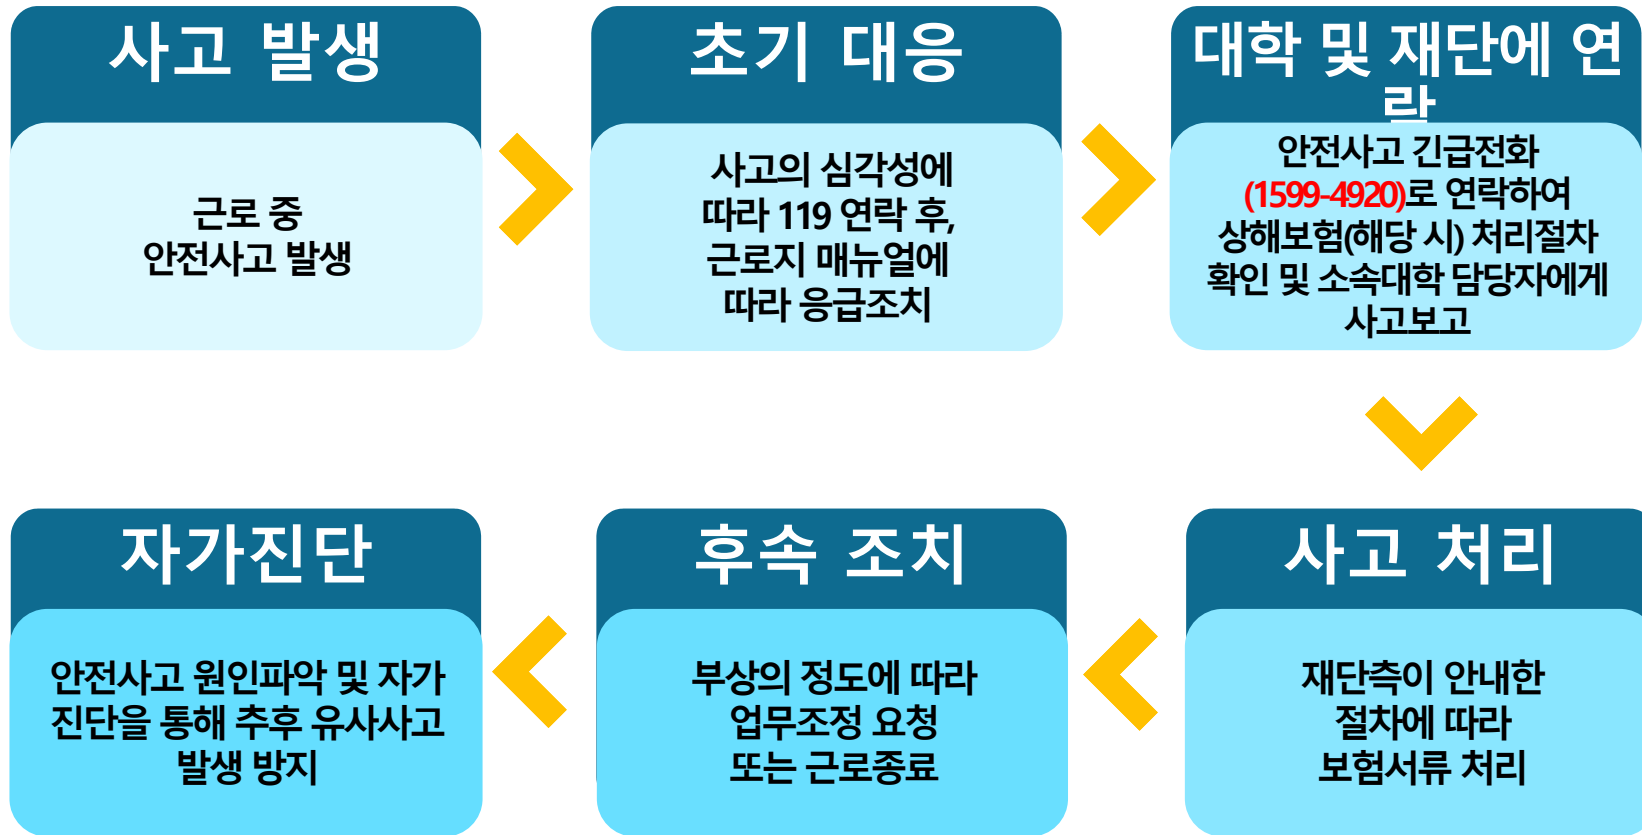 사고 발생
근로 중
안전사고 발생
초기 대응
사고의 심각성에
따라 119 연락 후,
근로지 매뉴얼에
따라 응급조치
대학 및 재단에 연
락
안전사고 긴급전화
(1599-4920)로 연락하여
상해보험(해당 시) 처리절차
확인 및 소속대학 담당자에게
사고보고
사고 처리
재단측이 안내한
절차에 따라
보험서류 처리
후속 조치
부상의 정도에 따라
업무조정 요청
또는 근로종료
자가진단
안전사고 원인파악 및 자가
진단을 통해 추후 유사사고
발생 방지